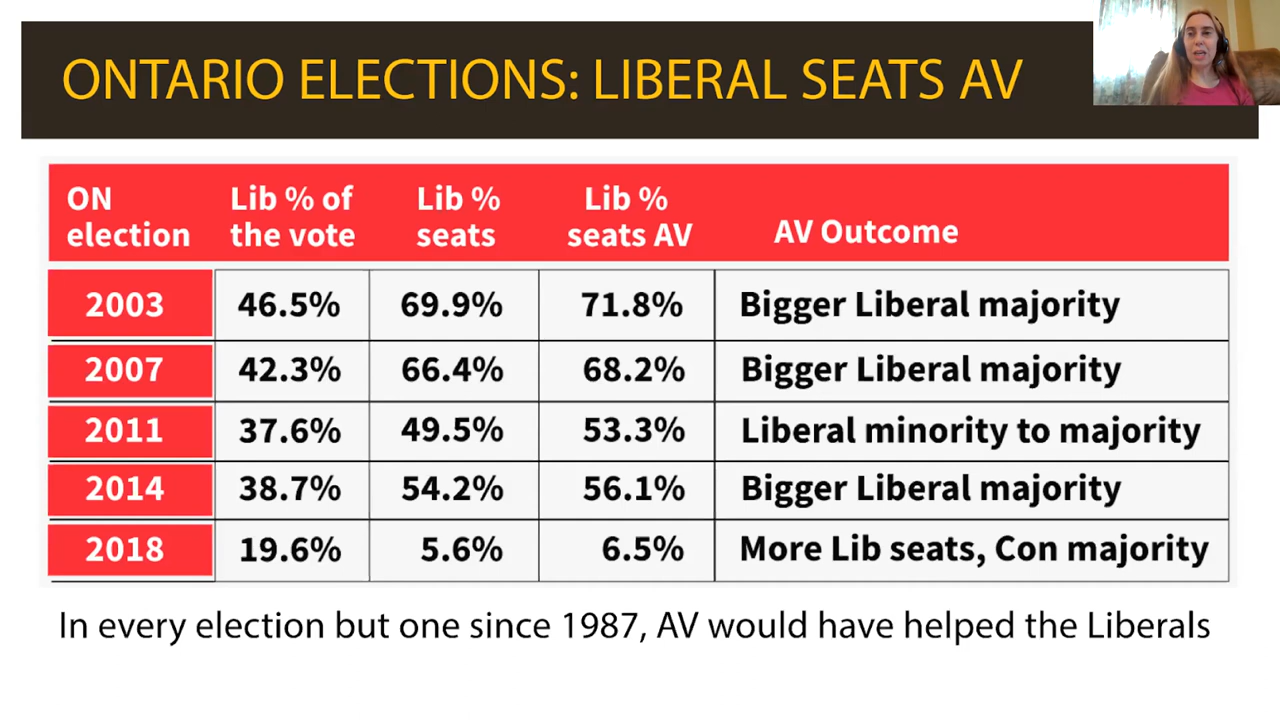 ONTARIO ELECTIONS: LIBERAL SEATS AV
ON election | Lib % of the vote | Lib % seats | Lib % seats AV | AV Outcome
2003 | 46.5% | 69.9% | 71.8% | Bigger Liberal majority
2007 | 42.3% | 66.4% | 68.2% | Bigger Liberal majority
2011 | 37.6% | 49.5% | 53.3% | Liberal minority to majority
2014 | 38.7% | 54.2% | 56.1% | Bigger Liberal majority
2018 | 19.6% | 5.6% | 6.5% | More Lib seats, Con majority
In every election but one since 1987, AV would have helped the Liberals